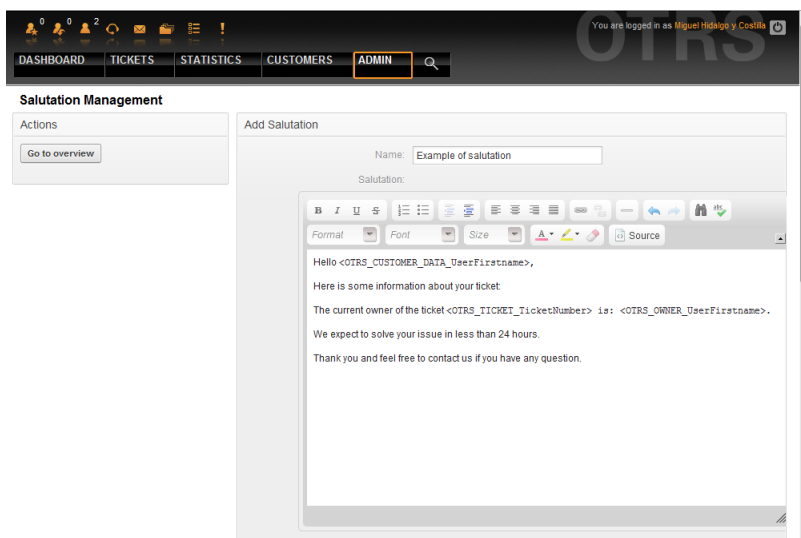 0 0 2
You are logged in as Miguel Hidalgo y Costilla
OTRS
DASHBOARD TICKETS STATISTICS CUSTOMERS ADMIN
Salutation Management
Actions
Go to overview
Add Salutation
Name: Example of salutation
Salutation:
B I U S
Format Font Size A Source
Hello <OTRS_CUSTOMER_DATA_UserFirstname>,
Here is some information about your ticket:
The current owner of the ticket <OTRS_TICKET_TicketNumber> is: <OTRS_OWNER_UserFirstname>.
We expect to solve your issue in less than 24 hours.
Thank you and feel free to contact us if you have any question.